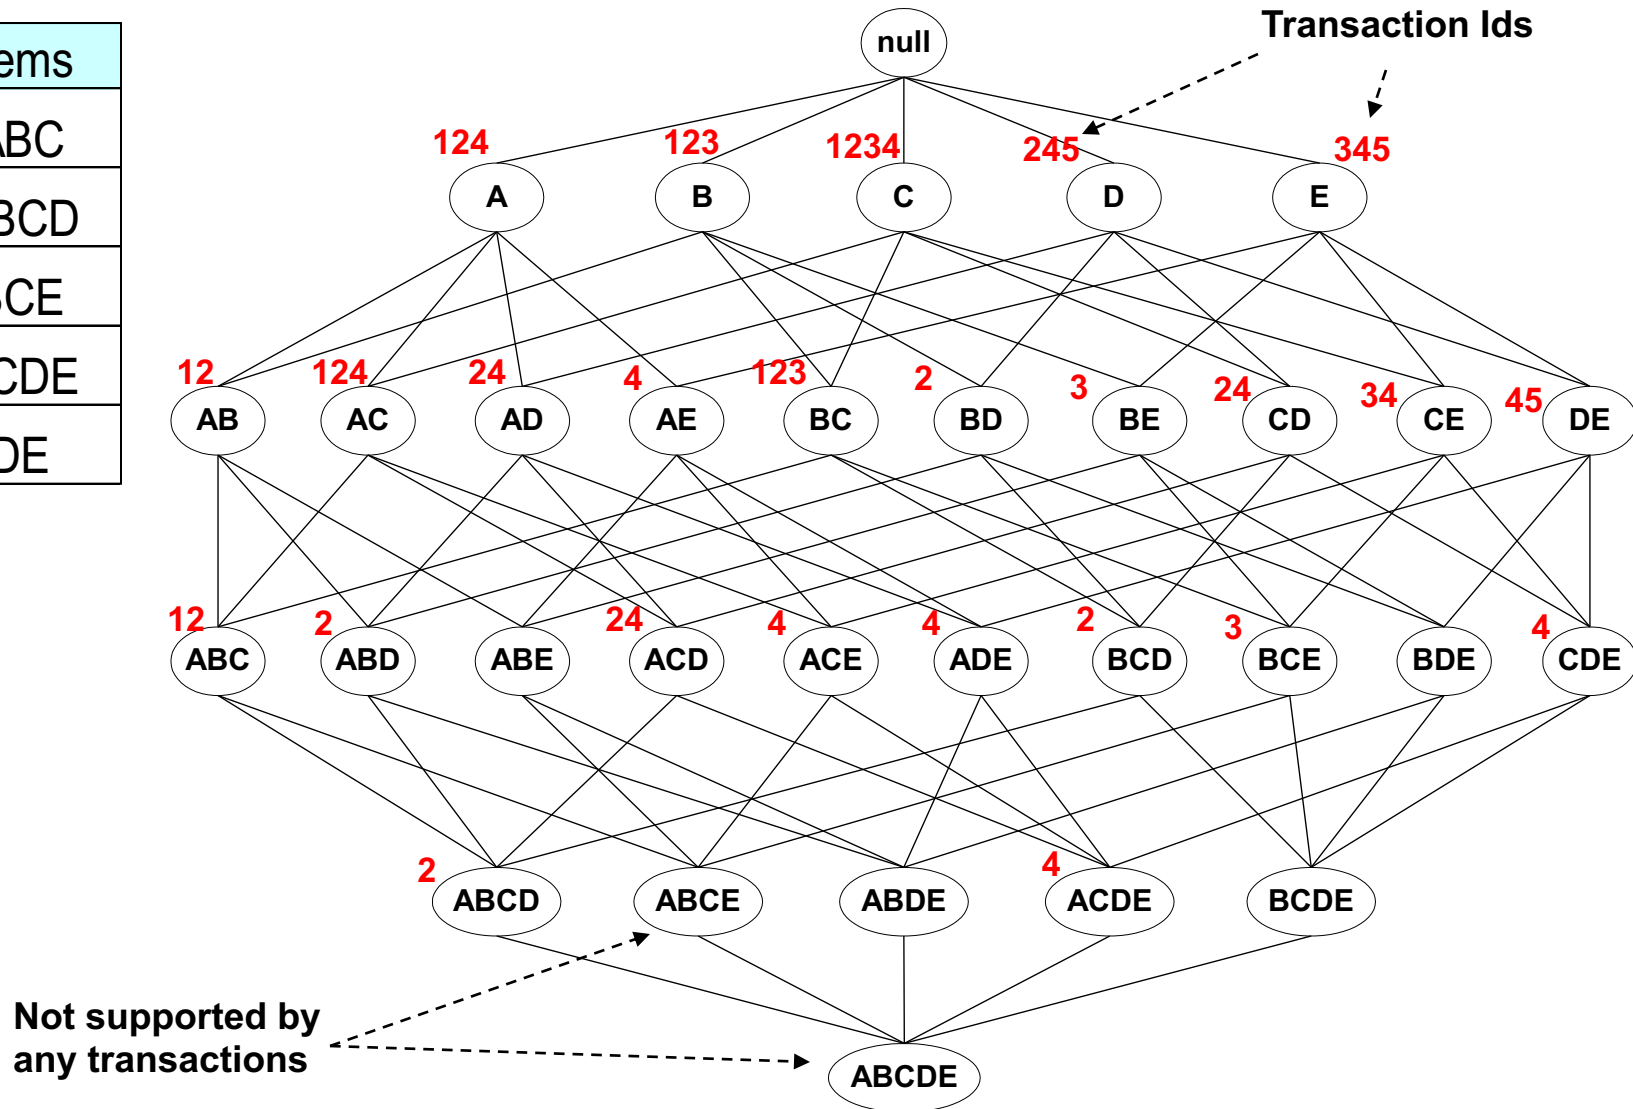 Transaction Ids
null
ems
ABC
BCD
BCE
CDE
DE
124
123
1234
245
345
A
B
C
D
E
12
124
24
4
123
2
3
24
34
45
AB
AC
AD
AE
BC
BD
BE
CD
CE
DE
12
2
24
4
4
2
3
4
ABC
ABD
ABE
ACD
ACE
ADE
BCD
BCE
BDE
CDE
2
4
ABCD
ABCE
ABDE
ACDE
BCDE
Not supported by
any transactions
ABCDE